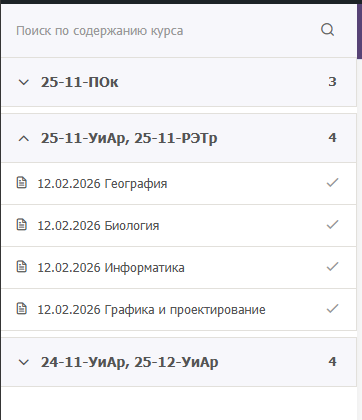 Поиск по содержанию курса
25-11-ПОк 3
25-11-УиАр, 25-11-РЭТр 4
12.02.2026 География
12.02.2026 Биология
12.02.2026 Информатика
12.02.2026 Графика и проектирование
24-11-УиАр, 25-12-УиАр 4